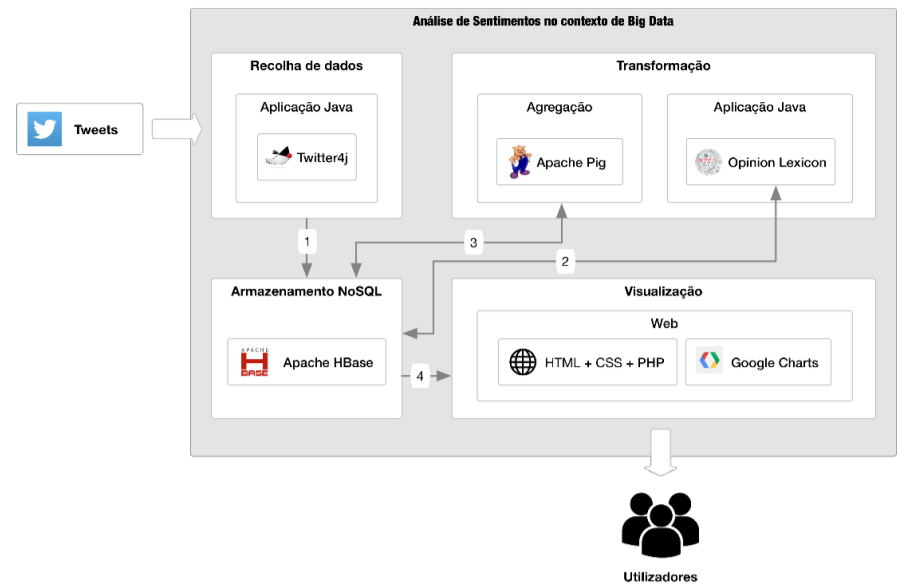 Análise de Sentimentos no contexto de Big Data
Tweets
Recolha de dados
Aplicação Java
Twitter4j
Transformação
Agregação
Apache Pig
Aplicação Java
Opinion Lexicon
1
3
2
Armazenamento NoSQL
APACHE
HBASE
Apache HBase
4
Visualização
Web
HTML + CSS + PHP
Google Charts
Utilizadores